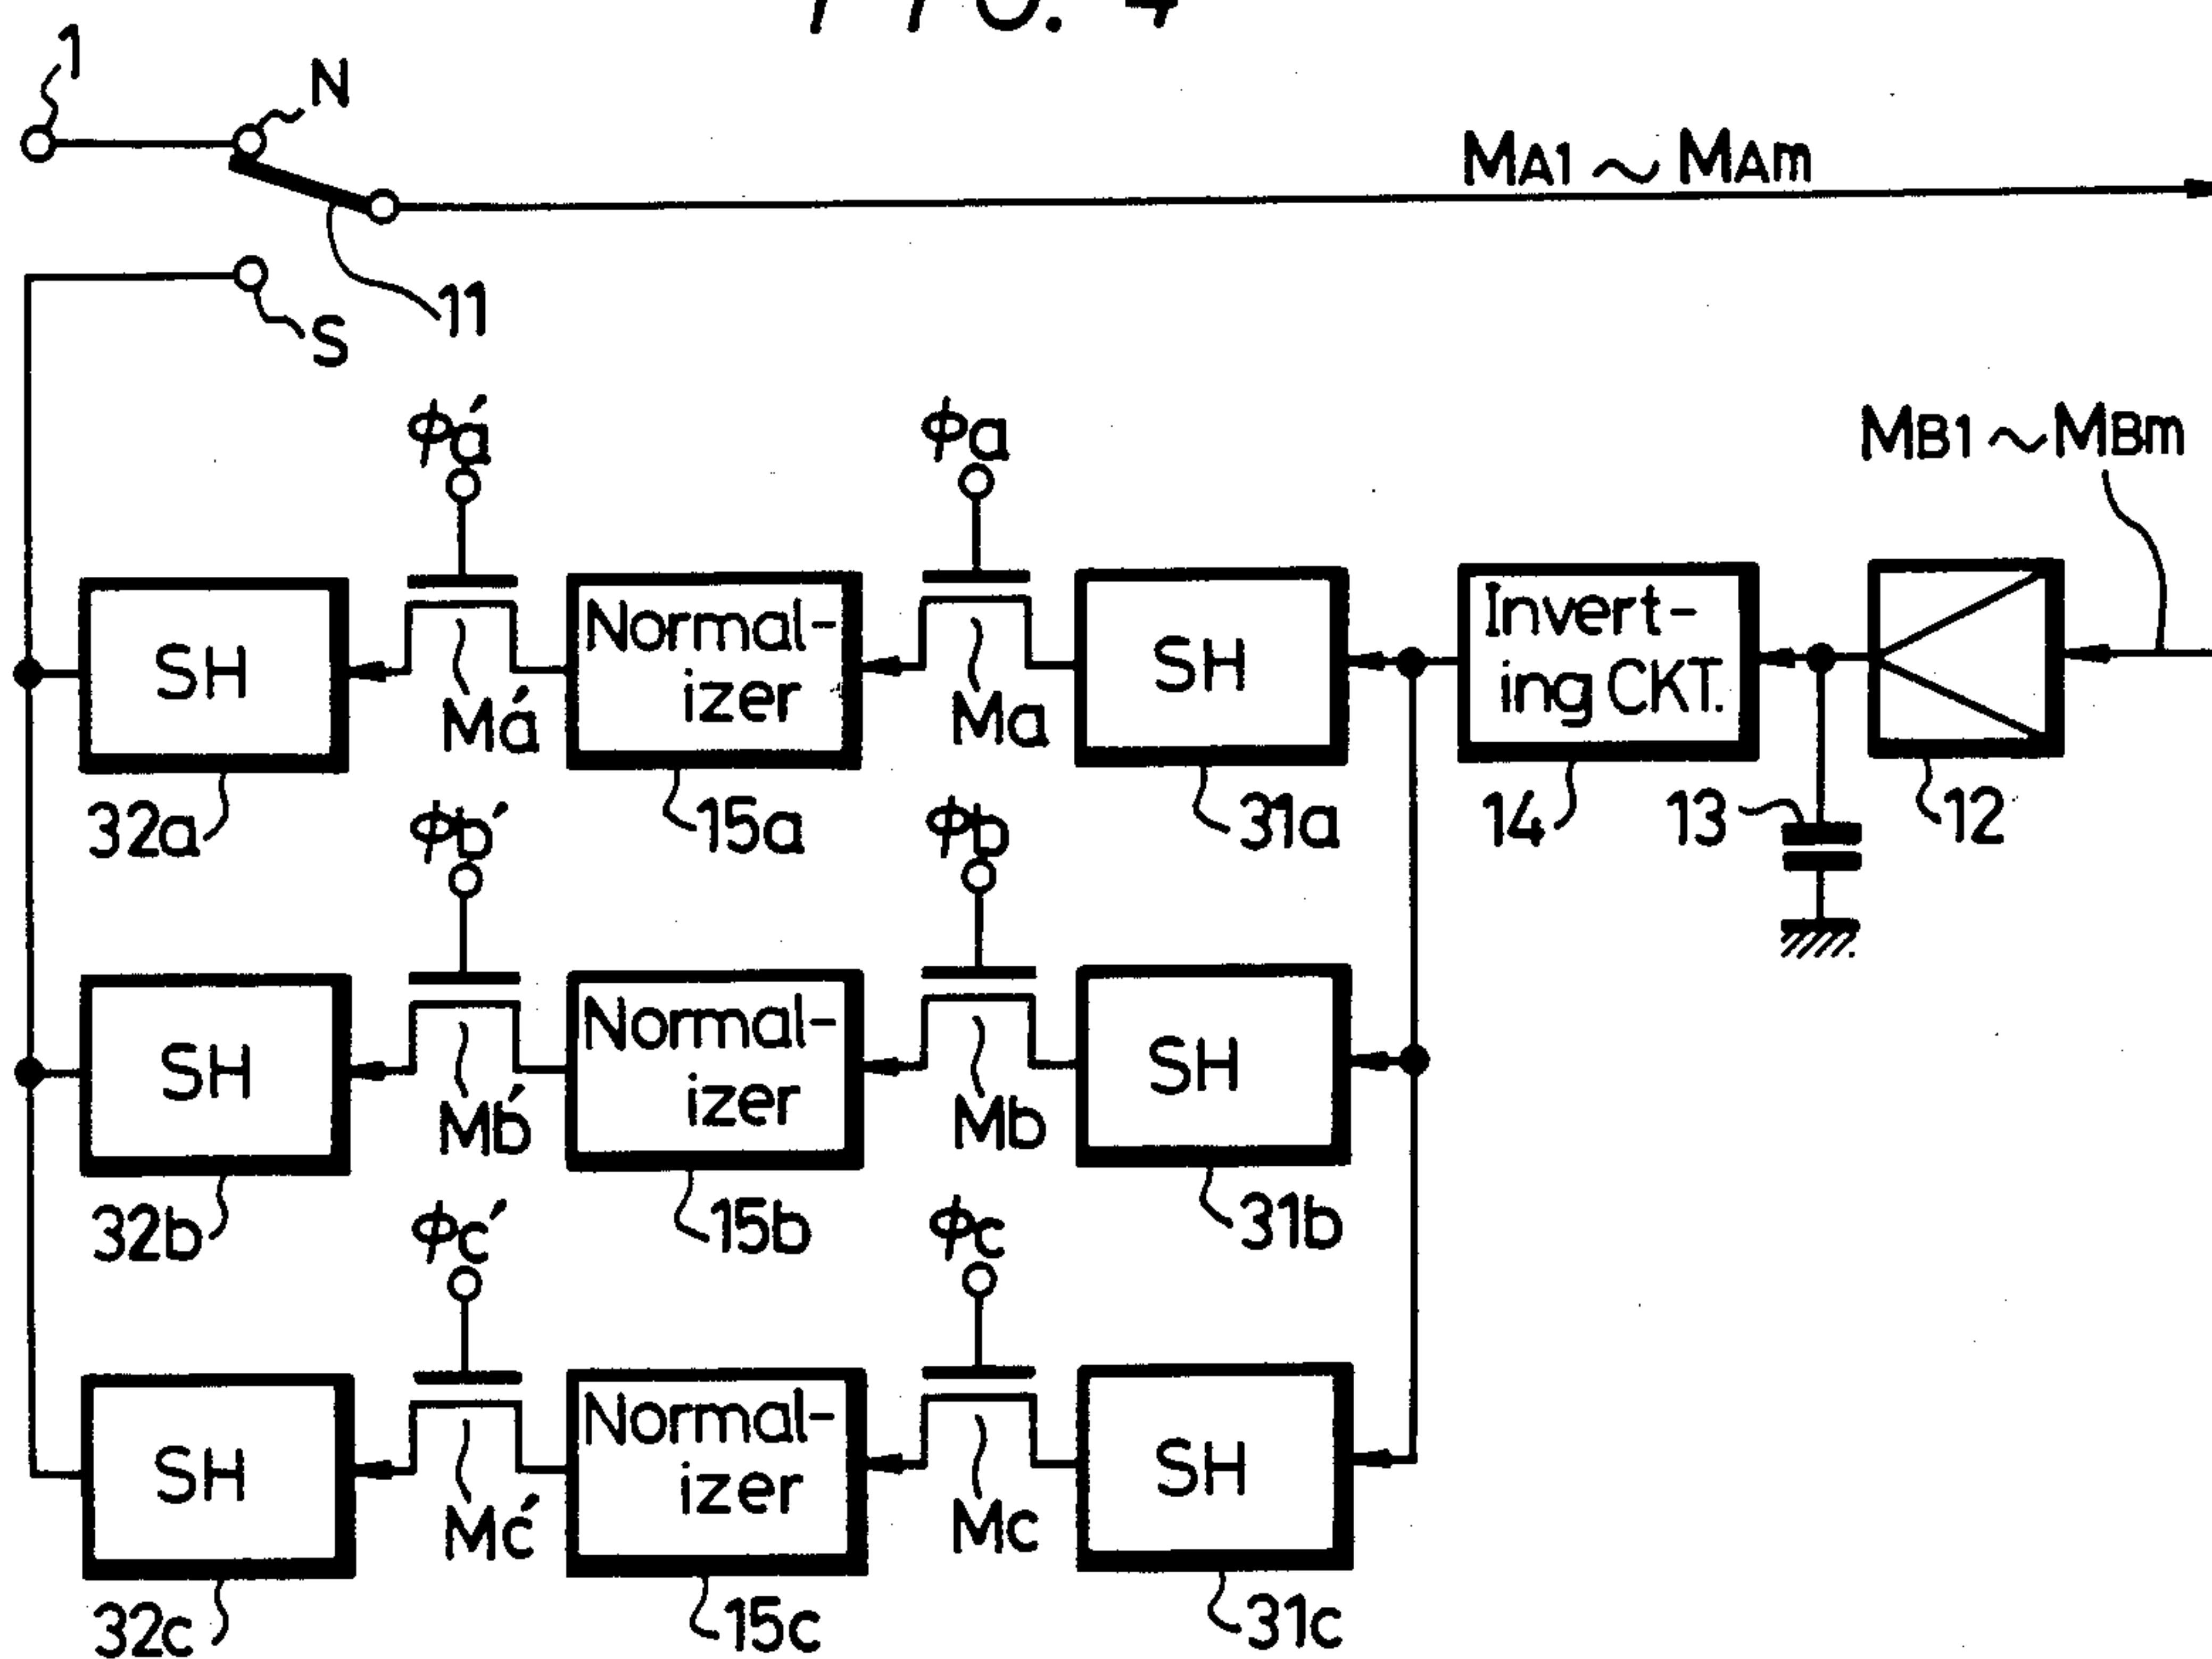 FIG. 4
1
N
MA1 ~ MAm
11
S
ϕa´
ϕa
MB1 ~ MBm
SH
Ma´
Normal-
izer
Ma
SH
Invert-
ing CKT.
32a
15a
31a
14
13
12
ϕb´
ϕb
SH
Mb´
Normal-
izer
Mb
SH
32b
15b
31b
ϕc´
ϕc
SH
Mc´
Normal-
izer
Mc
SH
32c
15c
31c